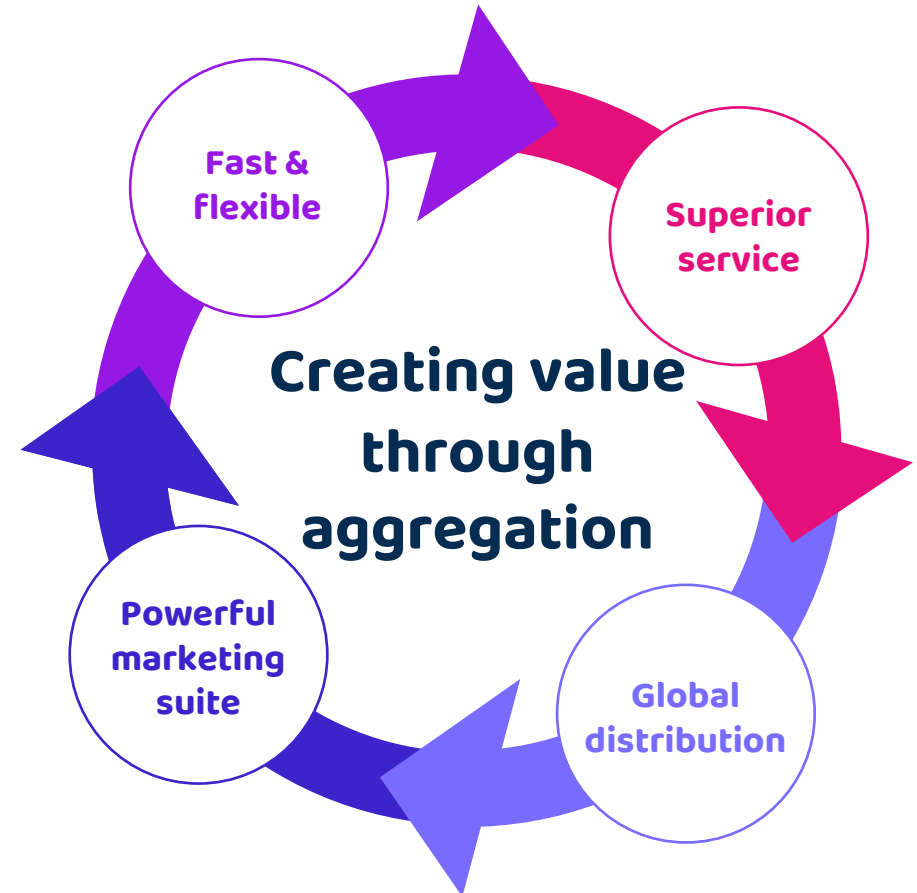 Fast &
flexible
Superior
service
Creating value
through
aggregation
Powerful
marketing
suite
Global
distribution